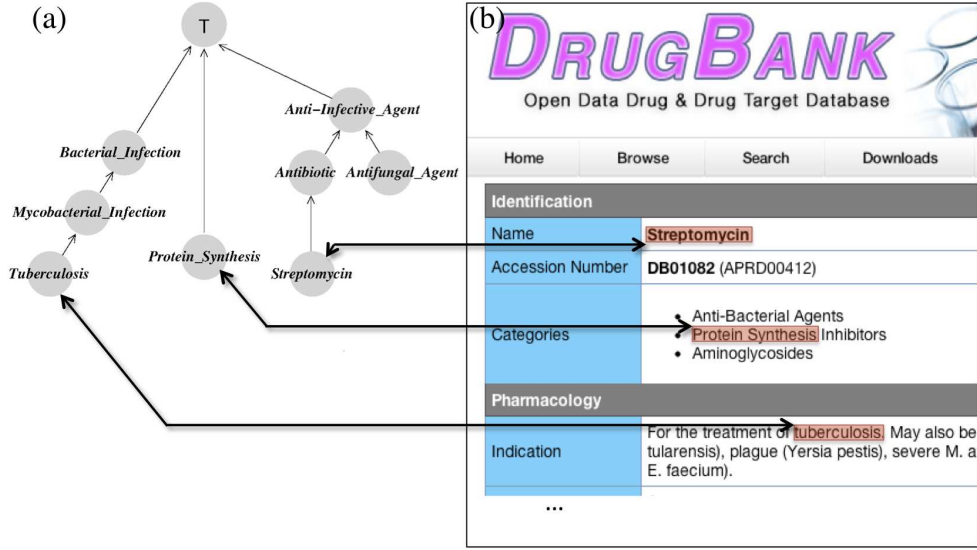 (a)
T
Anti-Infective_Agent
Bacterial_Infection
Antibiotic
Antifungal_Agent
Mycobacterial_Infection
Protein_Synthesis
Tuberculosis
Streptomycin
(b)
DRUGBANK
Open Data Drug & Drug Target Database
Home Browse Search Downloads
Identification
Name Streptomycin
Accession Number DB01082 (APRD00412)
Categories
• Anti-Bacterial Agents
• Protein Synthesis Inhibitors
• Aminoglycosides
Pharmacology
Indication
For the treatment of tuberculosis. May also be
tularensis), plague (Yersia pestis), severe M. a
E. faecium).
...